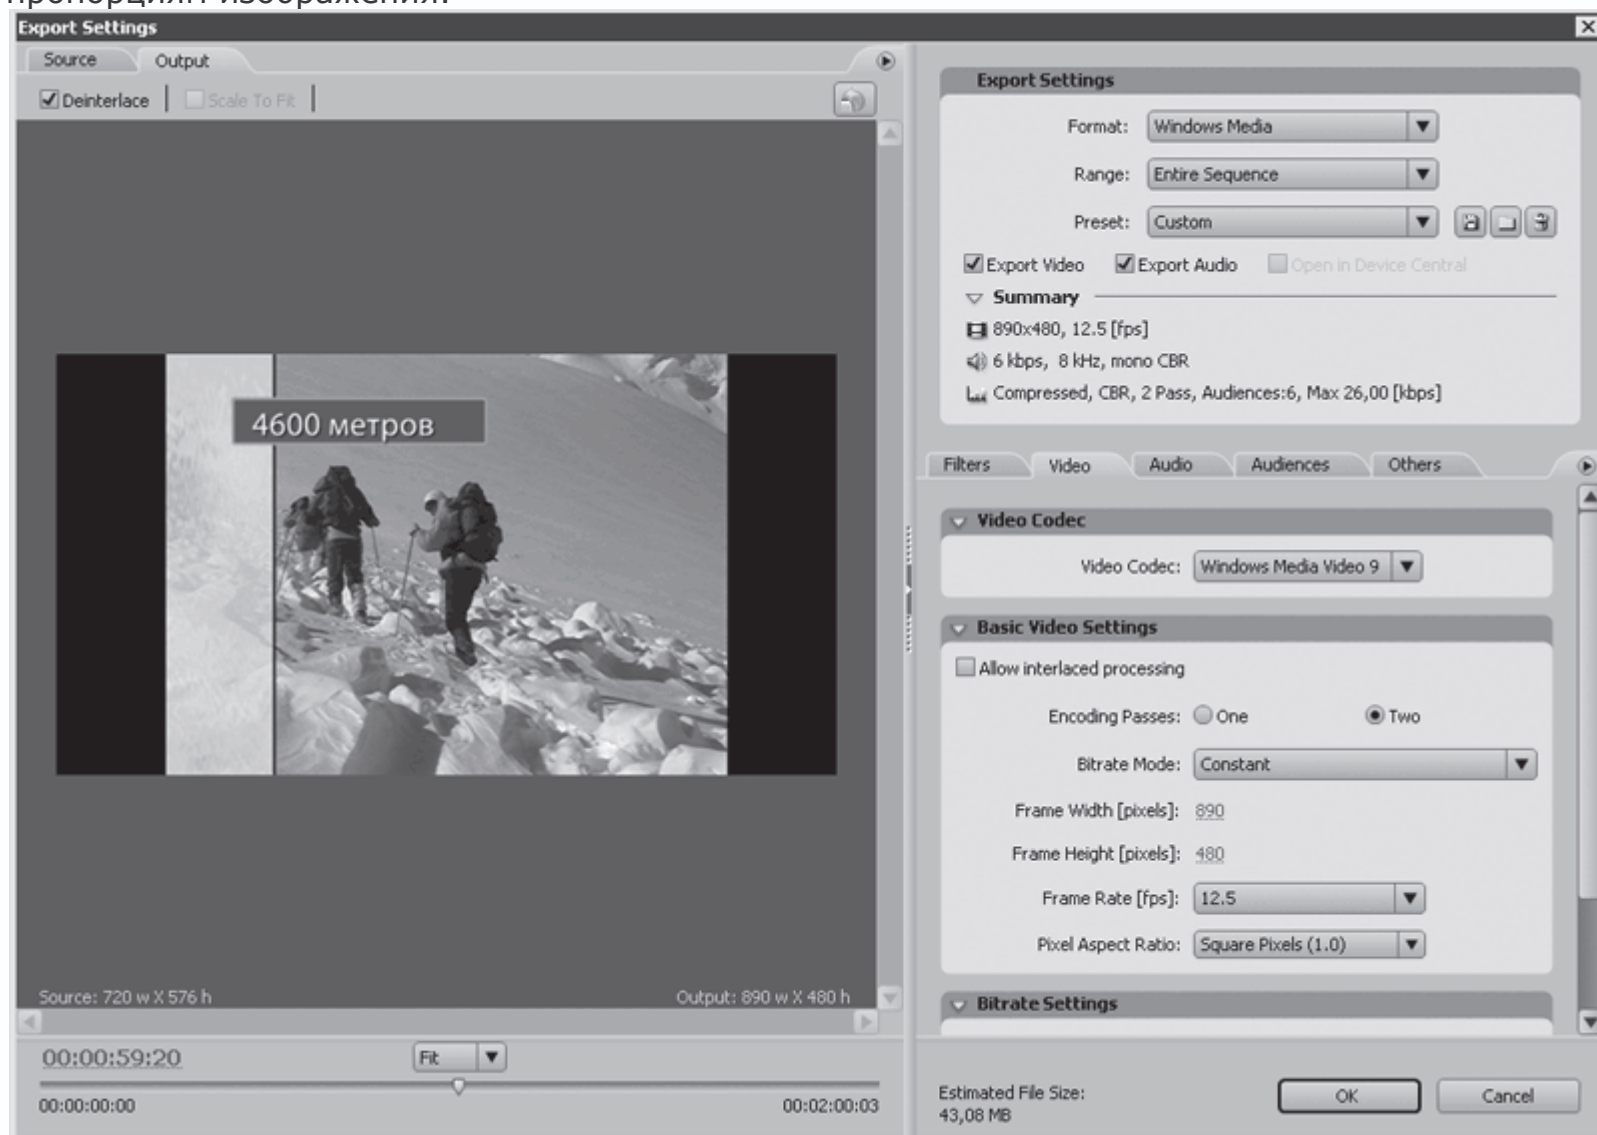 пропорциям изображения.
Export Settings
Source Output
Deinterlace Scale To Fit
4600 метров
Source: 720 w X 576 h Output: 890 w X 480 h
00:00:59:20 Fit
00:00:00:00 00:02:00:03
Export Settings
Format: Windows Media
Range: Entire Sequence
Preset: Custom
Export Video Export Audio Open in Device Central
Summary
890x480, 12.5 [fps]
6 kbps, 8 kHz, mono CBR
Compressed, CBR, 2 Pass, Audiences:6, Max 26,00 [kbps]
Filters Video Audio Audiences Others
Video Codec
Video Codec: Windows Media Video 9
Basic Video Settings
Allow interlaced processing
Encoding Passes: One Two
Bitrate Mode: Constant
Frame Width [pixels]: 890
Frame Height [pixels]: 480
Frame Rate [fps]: 12.5
Pixel Aspect Ratio: Square Pixels (1.0)
Bitrate Settings
Estimated File Size:
43,08 MB
OK Cancel